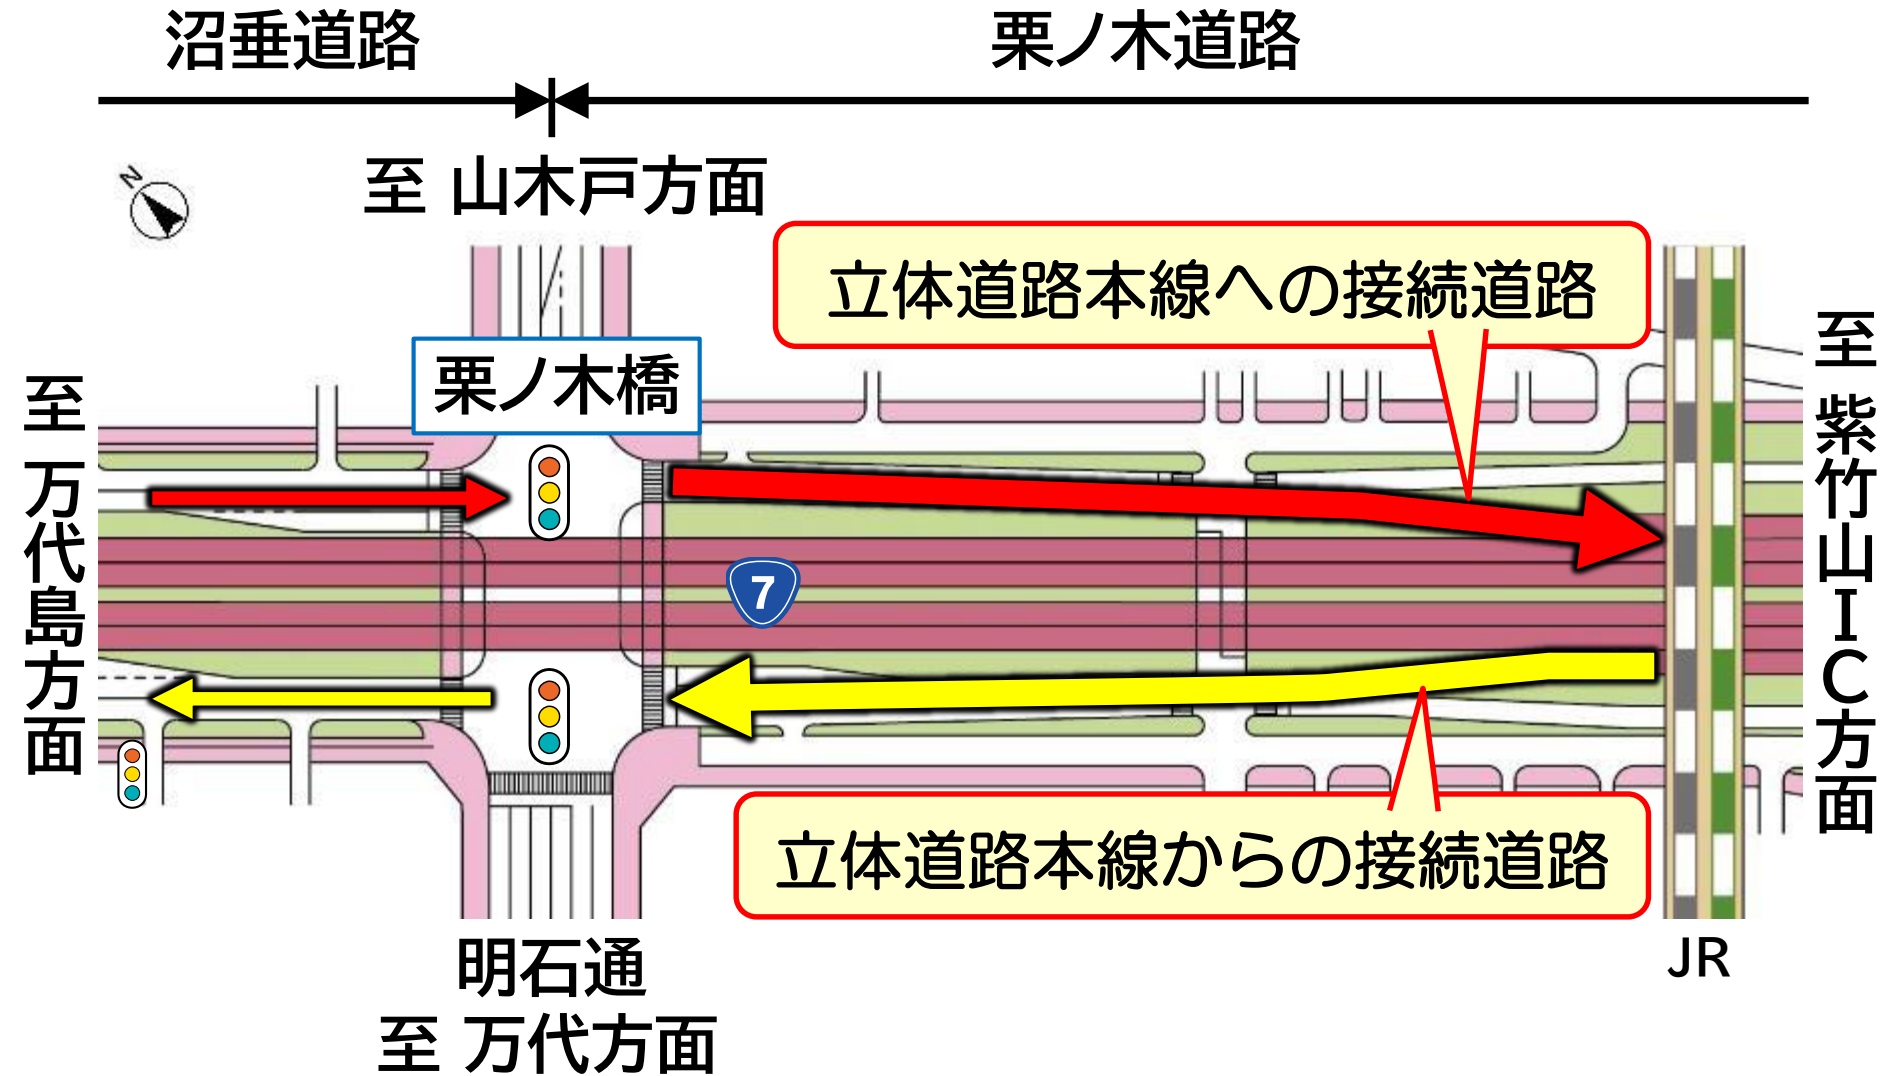 沼垂道路
栗ノ木道路
至 山木戸方面
N
立体道路本線への接続道路
栗ノ木橋
至 万代島方面
至 紫竹山IC方面
7
立体道路本線からの接続道路
明石通
至 万代方面
JR